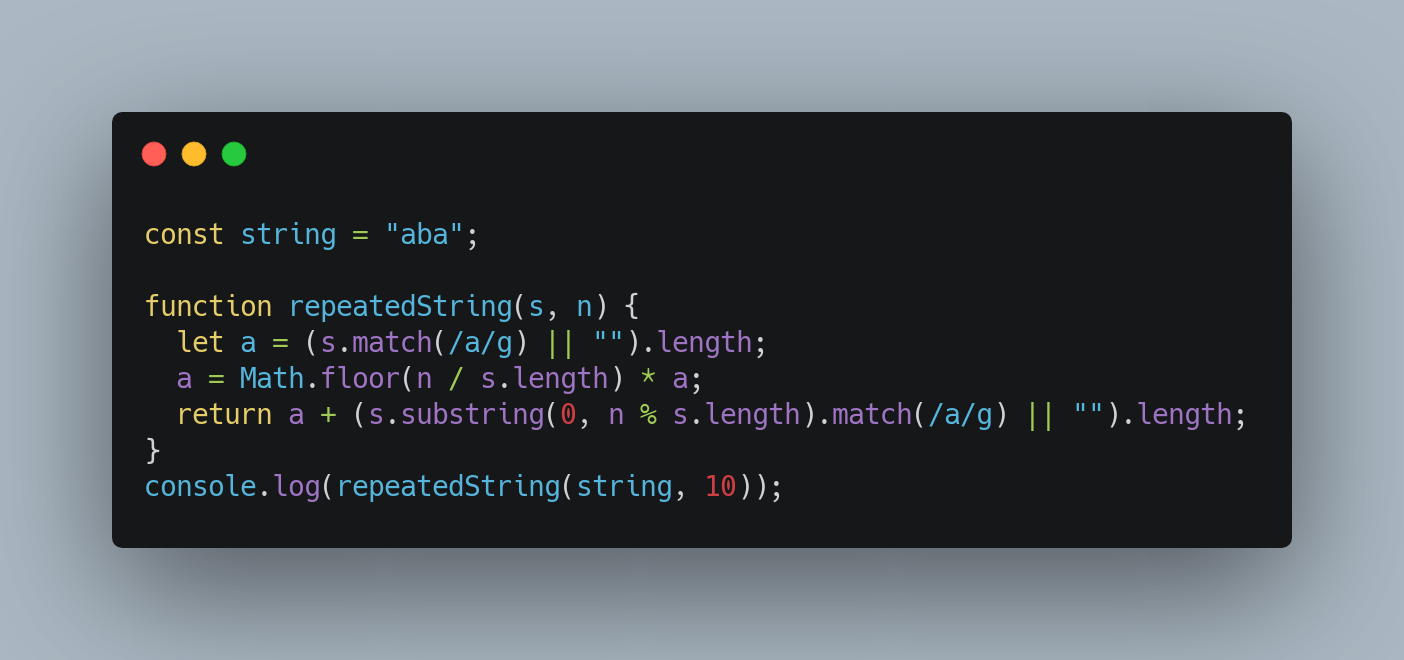 const string = "aba";

function repeatedString(s, n) {
  let a = (s.match(/a/g) || "").length;
  a = Math.floor(n / s.length) * a;
  return a + (s.substring(0, n % s.length).match(/a/g) || "").length;
}
console.log(repeatedString(string, 10));